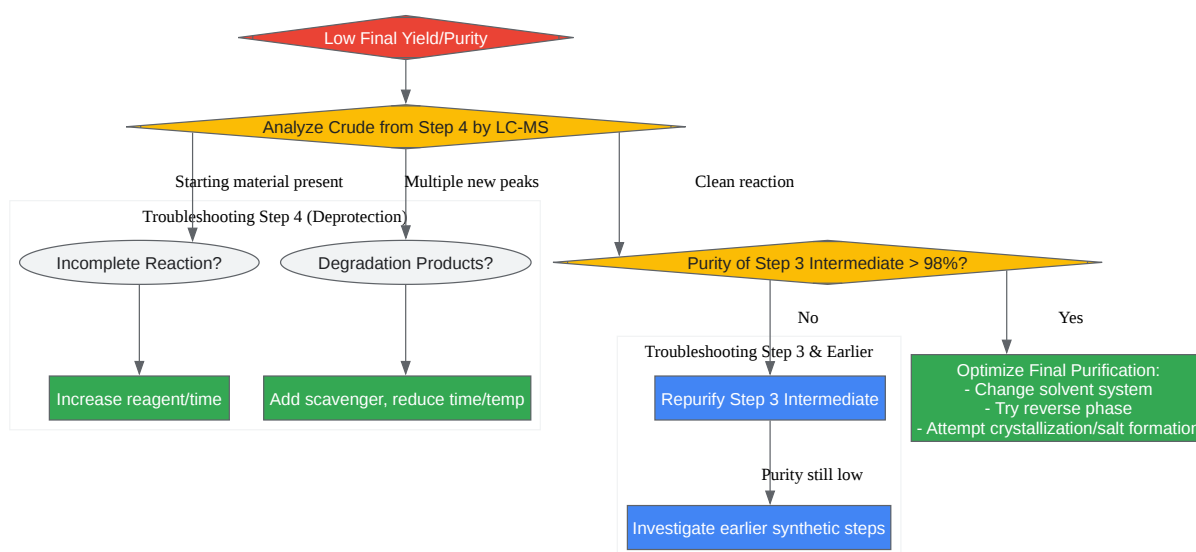 Low Final Yield/Purity
Analyze Crude from Step 4 by LC-MS
Starting material present
Multiple new peaks
Clean reaction
Troubleshooting Step 4 (Deprotection)
Incomplete Reaction?
Degradation Products?
Purity of Step 3 Intermediate > 98%?
No
Yes
Troubleshooting Step 3 & Earlier
Increase reagent/time
Add scavenger, reduce time/temp
Repurify Step 3 Intermediate
Optimize Final Purification:
- Change solvent system
- Try reverse phase
- Attempt crystallization/salt formation
Purity still low
Investigate earlier synthetic steps